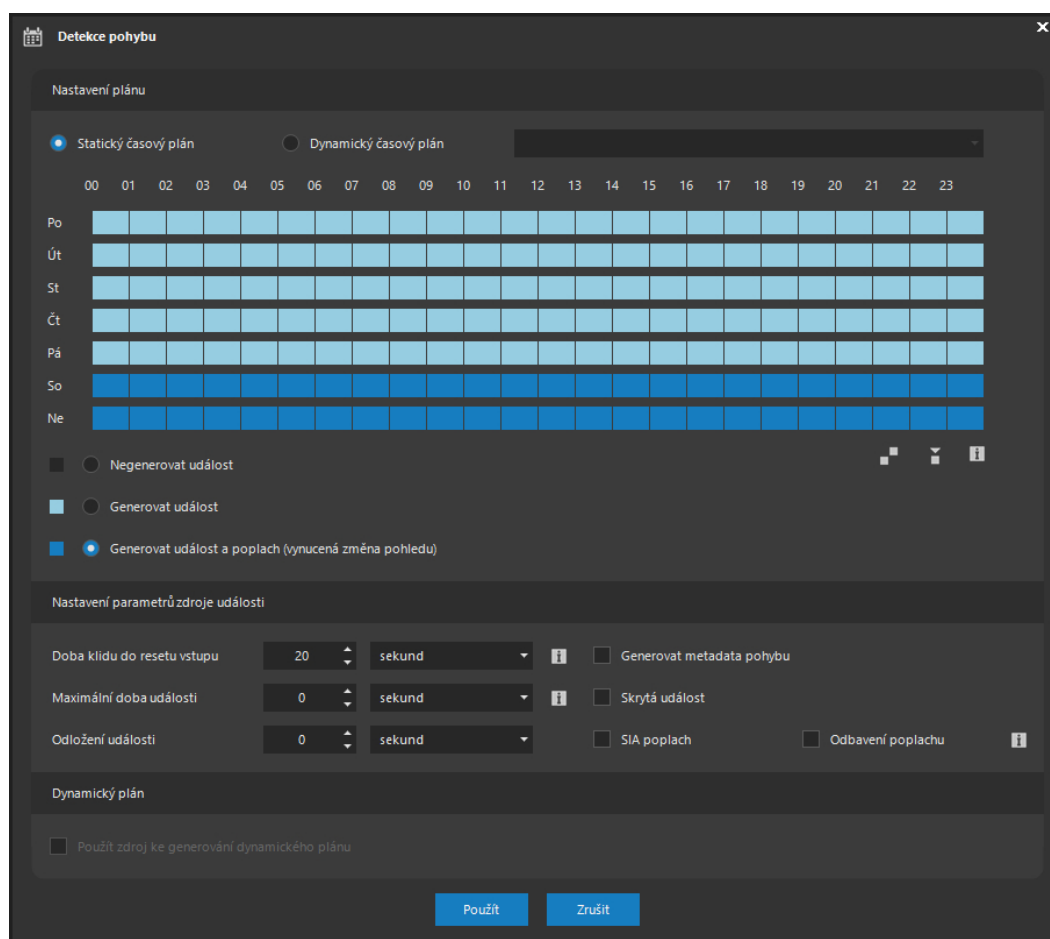 Detekce pohybu
Nastavení plánu
Statický časový plán Dynamický časový plán
00 01 02 03 04 05 06 07 08 09 10 11 12 13 14 15 16 17 18 19 20 21 22 23
Po
Út
St
Čt
Pá
So
Ne
Negenerovat událost
Generovat událost
Generovat událost a poplach (vynucená změna pohledu)
Nastavení parametrů zdroje události
Doba klidu do resetu vstupu 20 sekund Generovat metadata pohybu
Maximální doba události 0 sekund Skrytá událost
Odložení události 0 sekund SIA poplach Odbavení poplachu
Dynamický plán
Použít zdroj ke generování dynamického plánu
Použít Zrušit